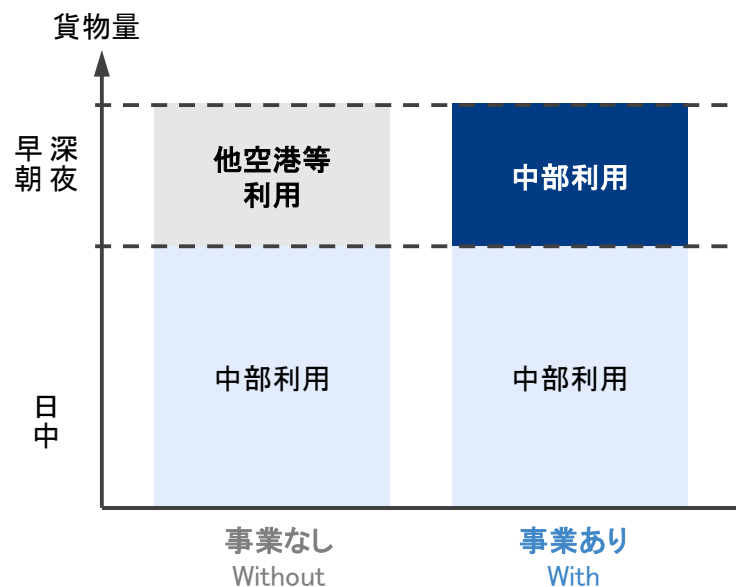 貨物量
深夜
早朝
他空港等
利用
中部利用
日中
中部利用
中部利用
事業なし
Without
事業あり
With